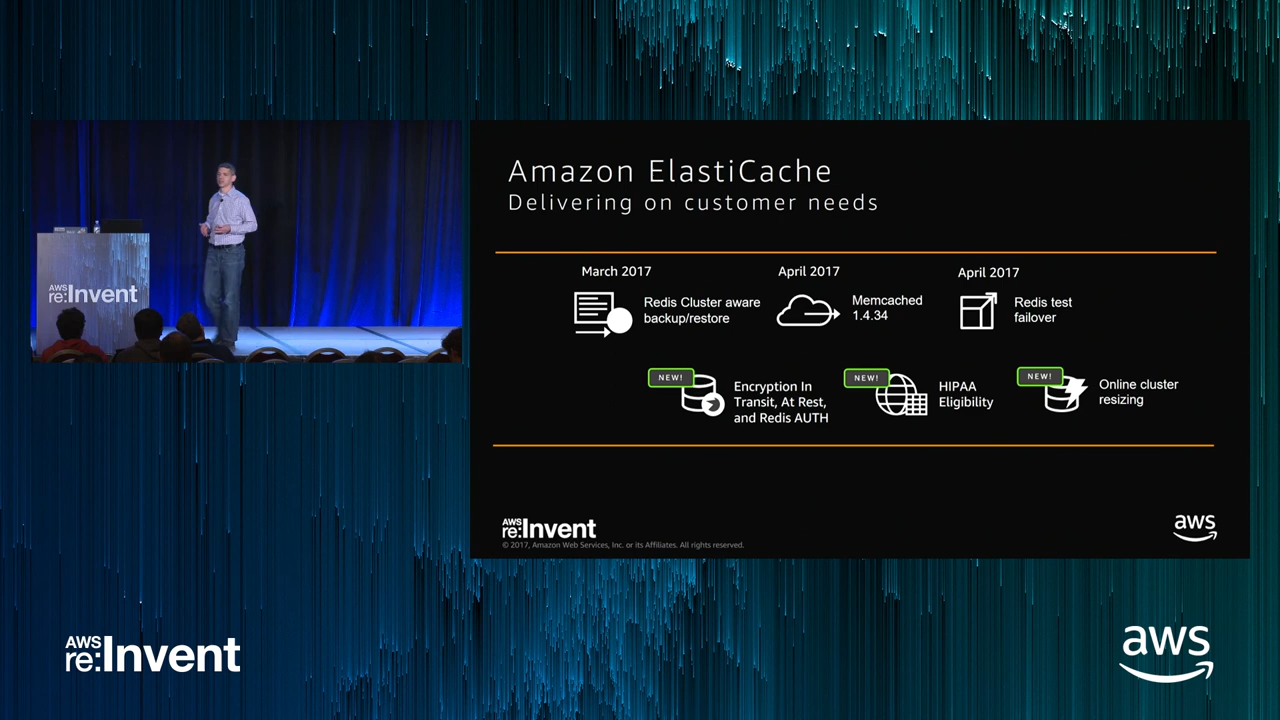 AWS
re:Invent
Amazon ElastiCache
Delivering on customer needs
March 2017
Redis Cluster aware
backup/restore
April 2017
Memcached
1.4.34
April 2017
Redis test
failover
NEW!
Encryption In
Transit, At Rest,
and Redis AUTH
NEW!
HIPAA
Eligibility
NEW!
Online cluster
resizing
AWS
re:Invent
© 2017, Amazon Web Services, Inc. or its Affiliates. All rights reserved.
aws
AWS
re:Invent
aws